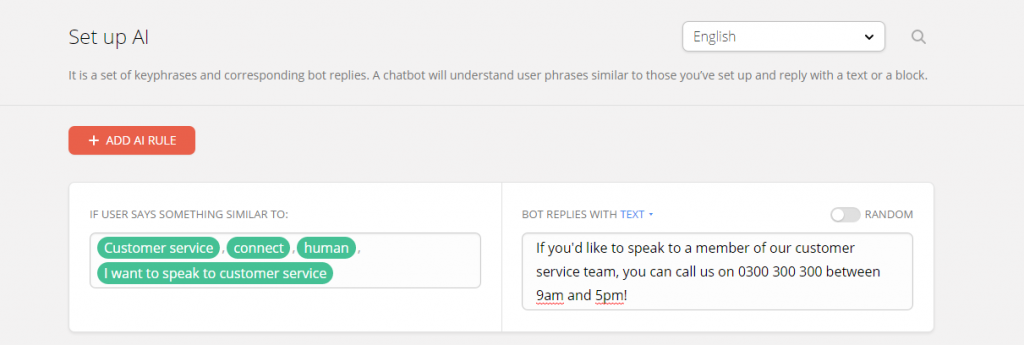 Set up AI
English
It is a set of keyphrases and corresponding bot replies. A chatbot will understand user phrases similar to those you’ve set up and reply with a text or a block.
+ ADD AI RULE
IF USER SAYS SOMETHING SIMILAR TO:
Customer service , connect , human ,
I want to speak to customer service
BOT REPLIES WITH TEXT
RANDOM
If you'd like to speak to a member of our customer
service team, you can call us on 0300 300 300 between
9am and 5pm!